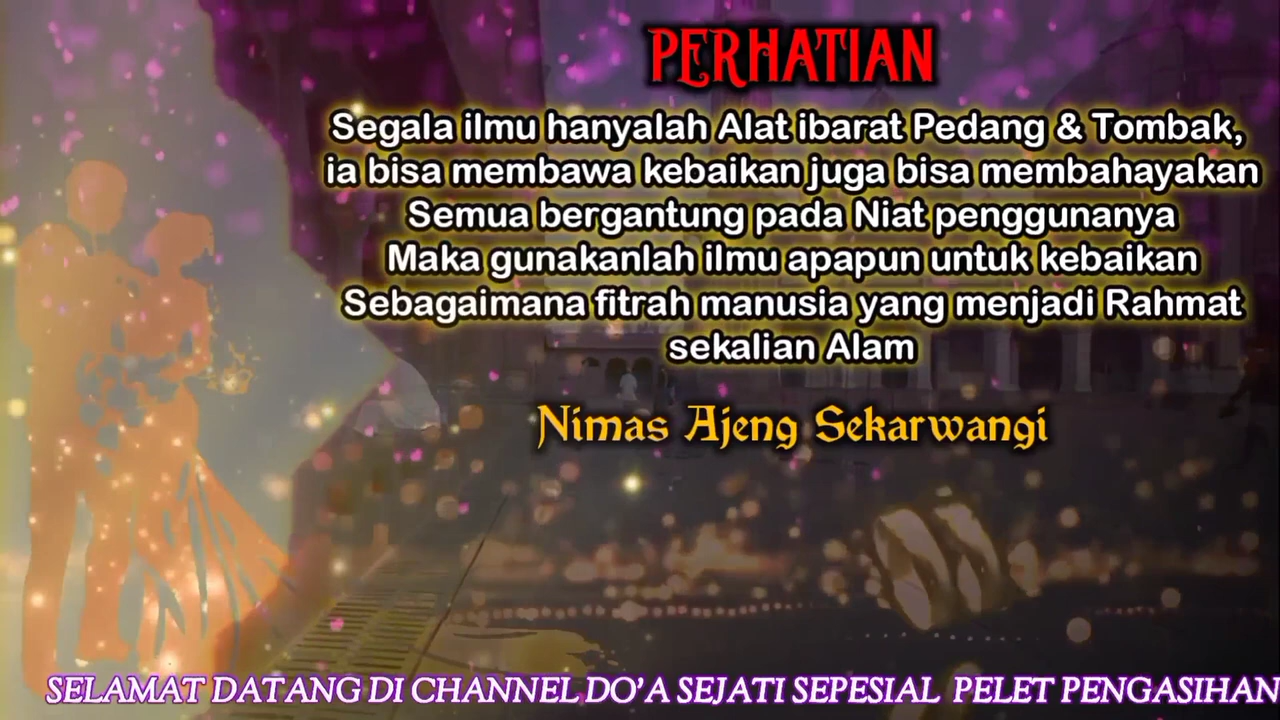 PERHATIAN
Segala ilmu hanyalah Alat ibarat Pedang & Tombak,
ia bisa membawa kebaikan juga bisa membahayakan
Semua bergantung pada Niat penggunanya
Maka gunakanlah ilmu apapun untuk kebaikan
Sebagaimana fitrah manusia yang menjadi Rahmat
sekalian Alam
Nimas Ajeng Sekarwangi
SELAMAT DATANG DI CHANNEL DO'A SEJATI SEPESIAL PELET PENGASIHAN